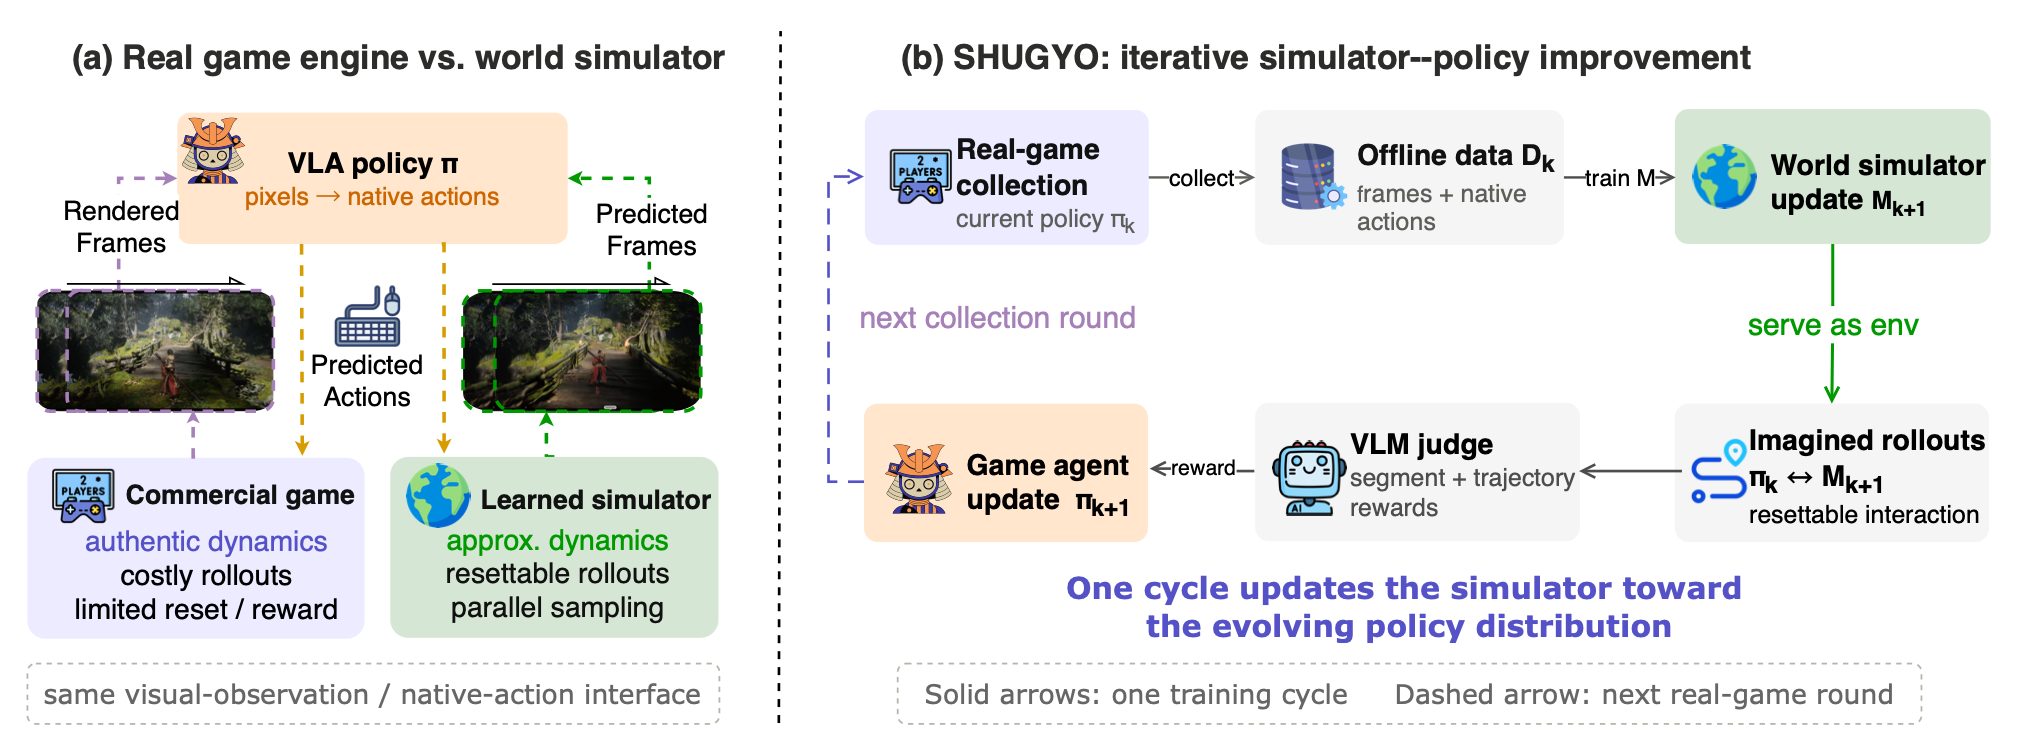 (a) Real game engine vs. world simulator
VLA policy π
pixels → native actions
Rendered
Frames
Predicted
Frames
Predicted
Actions
2
PLAYERS
Commercial game
authentic dynamics
costly rollouts
limited reset / reward
Learned simulator
approx. dynamics
resettable rollouts
parallel sampling
same visual-observation / native-action interface
(b) SHUGYO: iterative simulator--policy improvement
2
PLAYERS
Real-game
collection
current policy πk
collect
Offline data Dk
frames + native
actions
train M
World simulator
update Mk+1
serve as env
Imagined rollouts
πk ↔ Mk+1
resettable interaction
VLM judge
segment + trajectory
rewards
AI
reward
Game agent
update πk+1
next collection round
One cycle updates the simulator toward
the evolving policy distribution
Solid arrows: one training cycle Dashed arrow: next real-game round